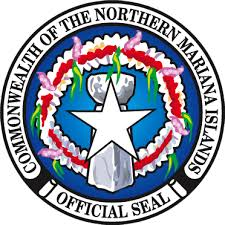 COMMONWEALTH OF THE NORTHERN MARIANA ISLANDS
OFFICIAL SEAL